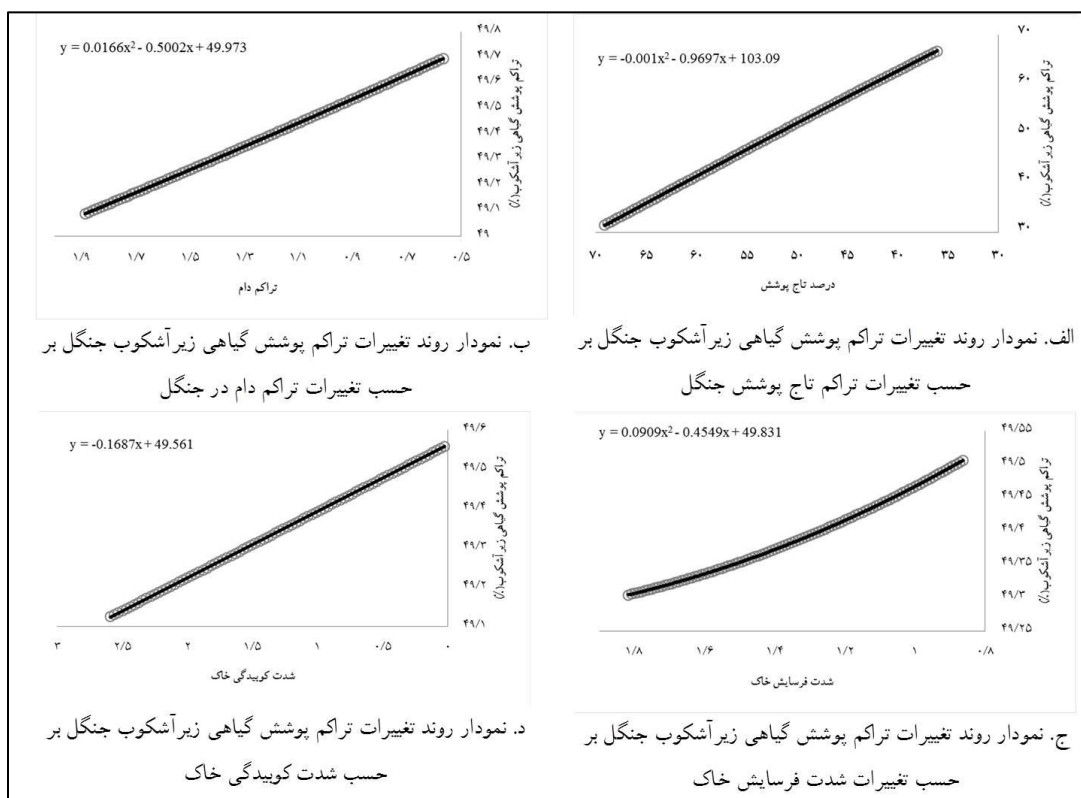 y = -0.001x² - 0.9697x + 103.09
۷۰
۶۰
۵۰
۴۰
۳۰
تراکم پوشش گیاهی زیرآشکوب(٪)
۷۰ ۶۵ ۶۰ ۵۵ ۵۰ ۴۵ ۴۰ ۳۵ ۳۰
درصد تاج پوشش
الف. نمودار روند تغییرات تراکم پوشش گیاهی زیرآشکوب جنگل بر
حسب تغییرات تراکم تاج پوشش جنگل
y = 0.0166x² - 0.5002x + 49.973
۴۹/۸
۴۹/۷
۴۹/۶
۴۹/۵
۴۹/۴
۴۹/۳
۴۹/۲
۴۹/۱
۴۹
تراکم پوشش گیاهی زیرآشکوب(٪)
۱/۹ ۱/۷ ۱/۵ ۱/۳ ۱/۱ ۰/۹ ۰/۷ ۰/۵
تراکم دام
ب. نمودار روند تغییرات تراکم پوشش گیاهی زیرآشکوب جنگل بر
حسب تغییرات تراکم دام در جنگل
y = 0.0909x² - 0.4549x + 49.831
۴۹/۵۵
۴۹/۵
۴۹/۴۵
۴۹/۴
۴۹/۳۵
۴۹/۳
۴۹/۲۵
تراکم پوشش گیاهی زیرآشکوب(٪)
۱/۸ ۱/۶ ۱/۴ ۱/۲ ۱ ۰/۸
شدت فرسایش خاک
ج. نمودار روند تغییرات تراکم پوشش گیاهی زیرآشکوب جنگل بر
حسب تغییرات شدت فرسایش خاک
y = -0.1687x + 49.561
۴۹/۶
۴۹/۵
۴۹/۴
۴۹/۳
۴۹/۲
۴۹/۱
تراکم پوشش گیاهی زیرآشکوب(٪)
۳ ۲/۵ ۲ ۱/۵ ۱ ۰/۵ ۰
شدت کوبیدگی خاک
د. نمودار روند تغییرات تراکم پوشش گیاهی زیرآشکوب جنگل بر
حسب شدت کوبیدگی خاک